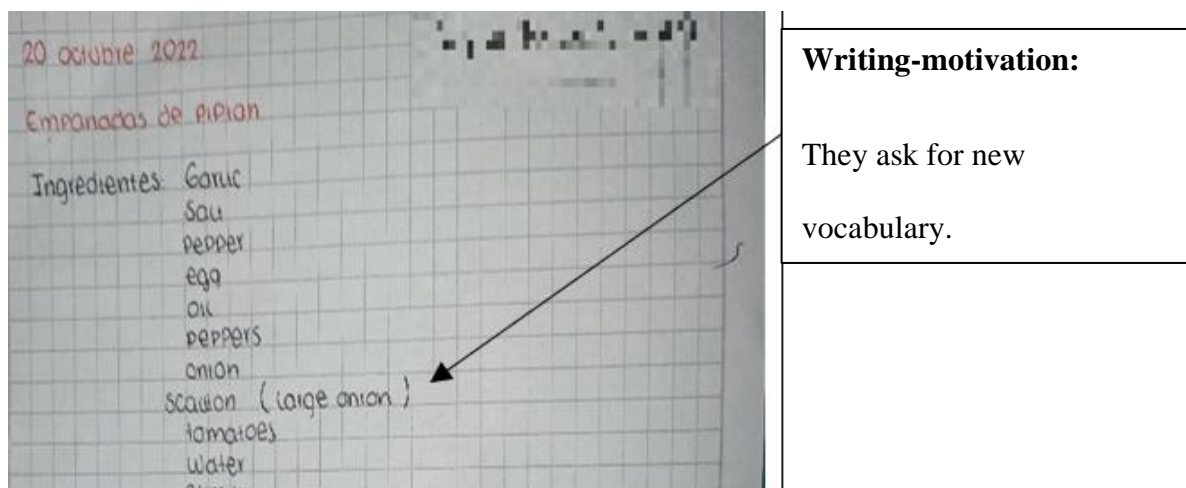 20 octubre 2022
Empanadas de pipian
Ingredientes: Garlic
Salt
pepper
egg
oil
peppers
onion
scallion (large onion)
tomatoes
water
Writing-motivation:
They ask for new
vocabulary.